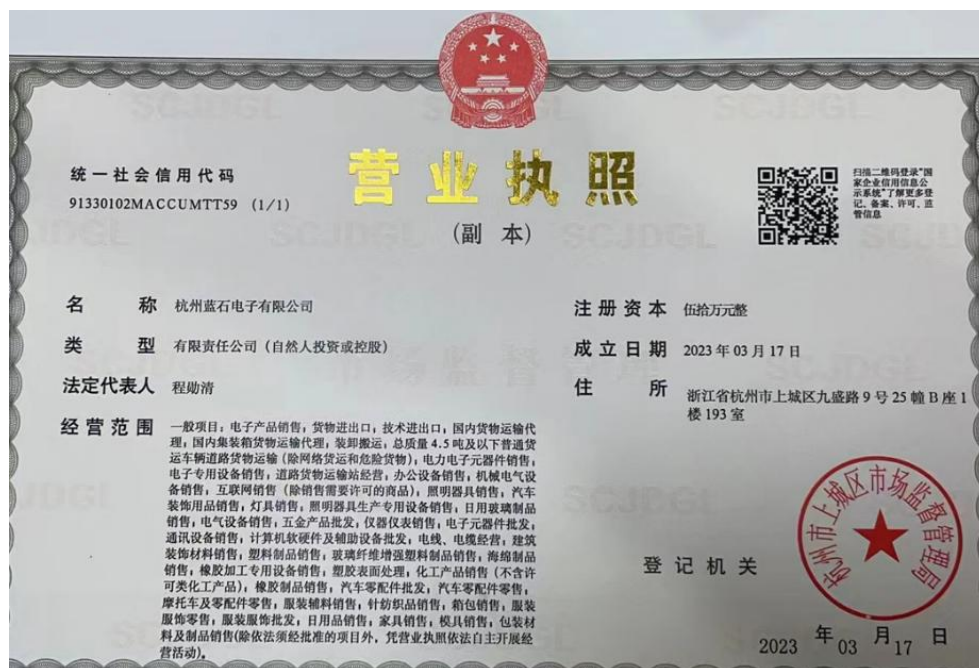 统一社会信用代码
91330102MACCUMTT59 (1/1)
营业执照
(副 本)
扫描二维码登录"国
家企业信用信息公
示系统"了解更多登
记、备案、许可、监
管信息
名 称 杭州蓝石电子有限公司
类 型 有限责任公司（自然人投资或控股）
法定代表人 程勋清
经营范围 一般项目：电子产品销售；货物进出口；技术进出口；国内货物运输代
理；国内集装箱货物运输代理；装卸搬运；总质量4.5吨及以下普通货
运车辆道路货物运输（除网络货运和危险货物）；电力电子元器件销售；
电子专用设备销售；道路货物运输站经营；办公设备销售；机械电气设
备销售；互联网销售（除销售需要许可的商品）；照明器具销售；汽车
装饰用品销售；灯具销售；照明器具生产专用设备销售；日用玻璃制品
销售；电气设备销售；五金产品批发；仪器仪表销售；电子元器件批发；
通讯设备销售；计算机软硬件及辅助设备批发；电线、电缆经营；建筑
装饰材料销售；塑料制品销售；玻璃纤维增强塑料制品销售；海绵制品
销售；橡胶加工专用设备销售；塑胶表面处理；化工产品销售（不含许
可类化工产品）；橡胶制品销售；汽车零配件批发；汽车零配件零售；
摩托车及零配件零售；服装辅料销售；针纺织品销售；箱包销售；服装
服饰零售；服装服饰批发；日用品销售；家具销售；模具销售；包装材
料及制品销售(除依法须经批准的项目外，凭营业执照依法自主开展经
营活动)。
注册资本 伍拾万元整
成立日期 2023年03月17日
住 所 浙江省杭州市上城区九盛路9号25幢B座1
楼193室
登记机关
杭州市上城区市场监督管理局
2023 年 03 月 17 日
SCJDGL
SCJDGL
市场监督管理